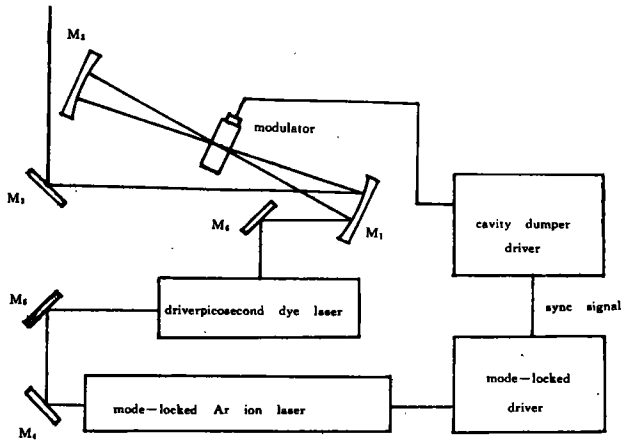 M₂
modulator
M₃
M₆
M₁
cavity dumper
driver
M₅
driverpicosecond dye laser
sync signal
mode-locked Ar ion laser
mode-locked
driver
M₄